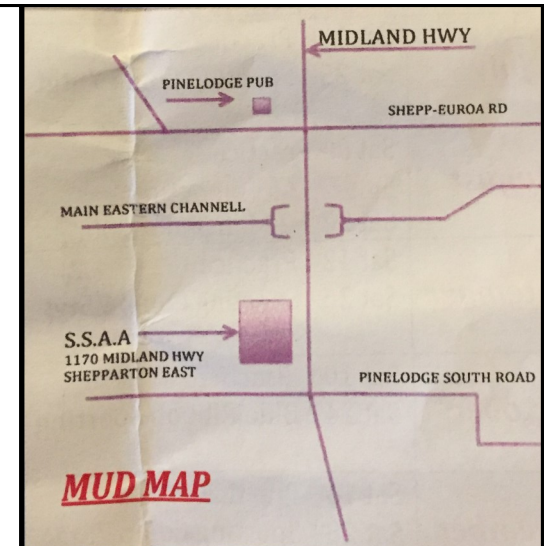 MIDLAND HWY
PINELODGE PUB
SHEPP-EUROA RD
MAIN EASTERN CHANNELL
S.S.A.A
1170 MIDLAND HWY
SHEPPARTON EAST
PINELODGE SOUTH ROAD
MUD MAP